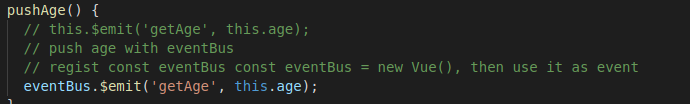 pushAge() {
// this.$emit('getAge', this.age);
// push age with eventBus
// regist const eventBus const eventBus = new Vue(), then use it as event
eventBus.$emit('getAge', this.age);